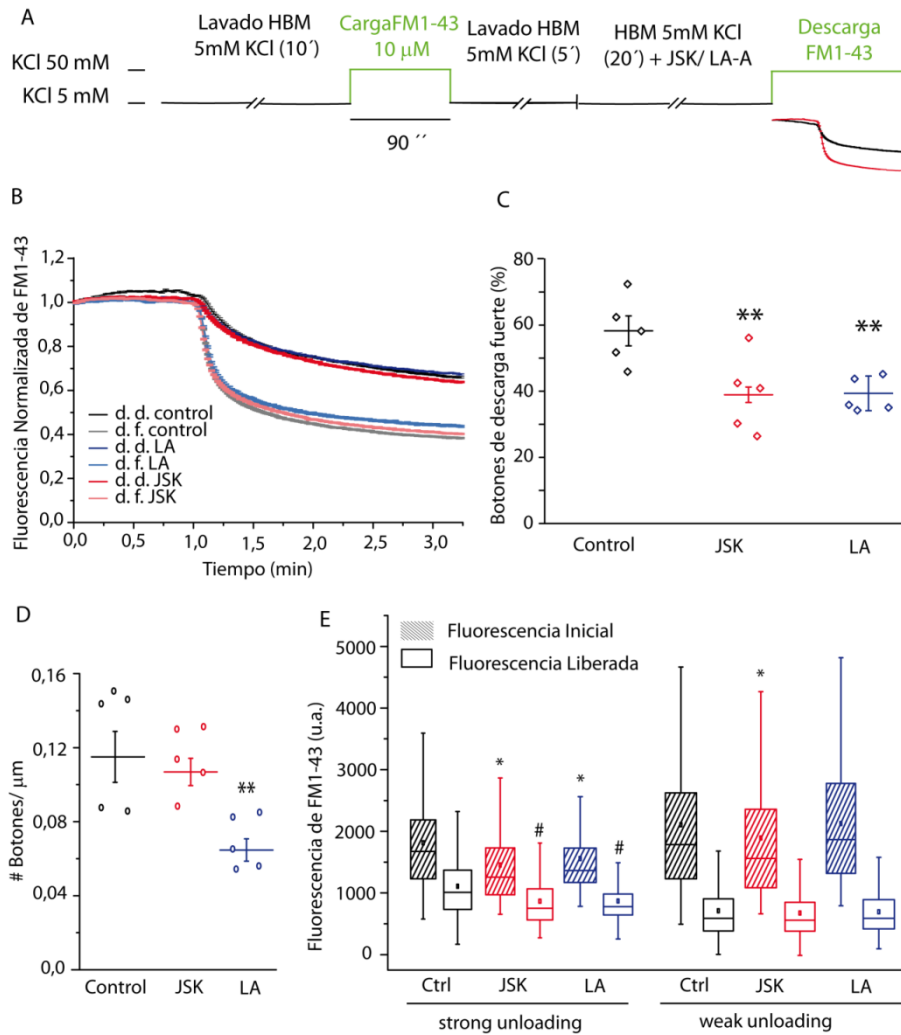 A
Lavado HBM
5mM KCl (10´)
CargaFM1-43
10 μM
Lavado HBM
5mM KCl (5´)
HBM 5mM KCl
(20´) + JSK/ LA-A
Descarga
FM1-43
KCl 50 mM
KCl 5 mM
90 ´´
B
Fluorescencia Normalizada de FM1-43
1,2
1,0
0,8
0,6
0,4
0,2
0,0
d. d. control
d. f. control
d. d. LA
d. f. LA
d. d. JSK
d. f. JSK
0,0 0,5 1,0 1,5 2,0 2,5 3,0
Tiempo (min)
C
Botones de descarga fuerte (%)
80
60
40
20
0
** **
Control JSK LA
D
# Botones/ μm
0,16
0,12
0,08
0,04
0,0
**
Control JSK LA
E
Fluorescencia de FM1-43 (u.a.)
Fluorescencia Inicial
Fluorescencia Liberada
5000
4000
3000
2000
1000
0
* # * # *
Ctrl JSK LA Ctrl JSK LA
strong unloading weak unloading